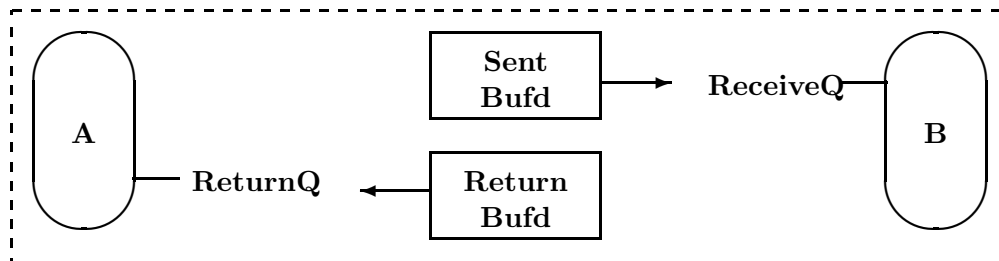 Sent
Bufd
ReceiveQ
A
B
ReturnQ
Return
Bufd